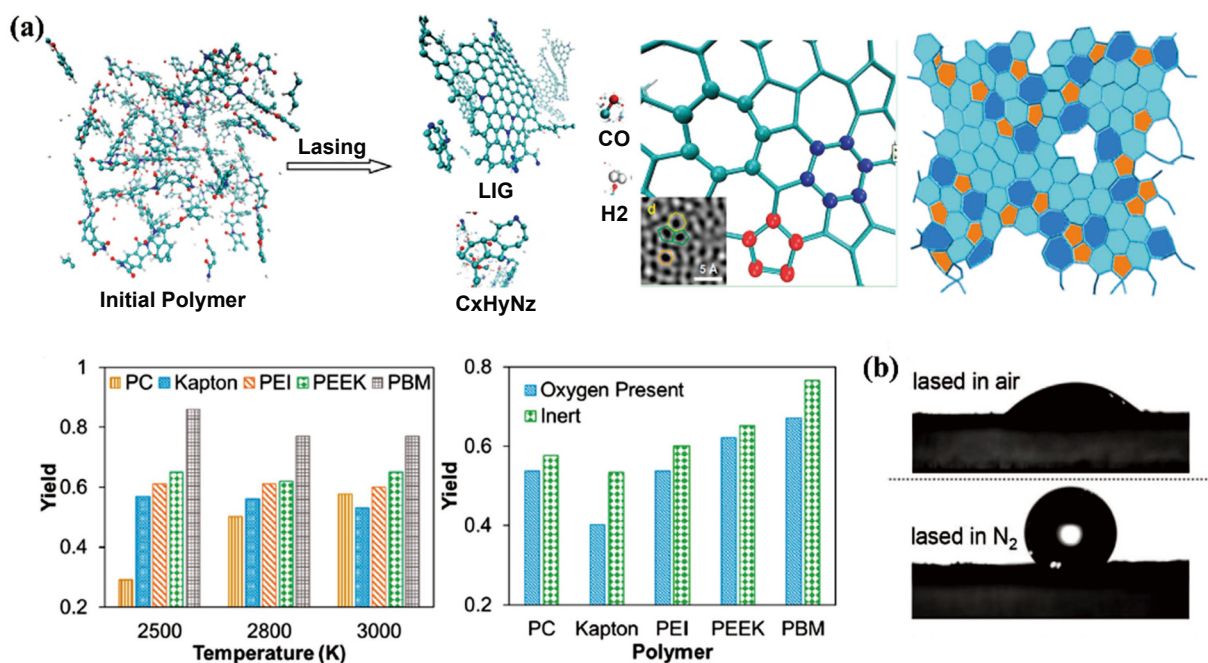 (a)
Lasing
Initial Polymer
LIG
CxHyNz
CO
H2
d
5 Å
1
0.8
0.6
0.4
0.2
Yield
PC Kapton PEI PEEK PBM
2500 2800 3000
Temperature (K)
0.8
0.6
0.4
0.2
Yield
Oxygen Present
Inert
PC Kapton PEI PEEK PBM
Polymer
(b)
lased in air
lased in N₂